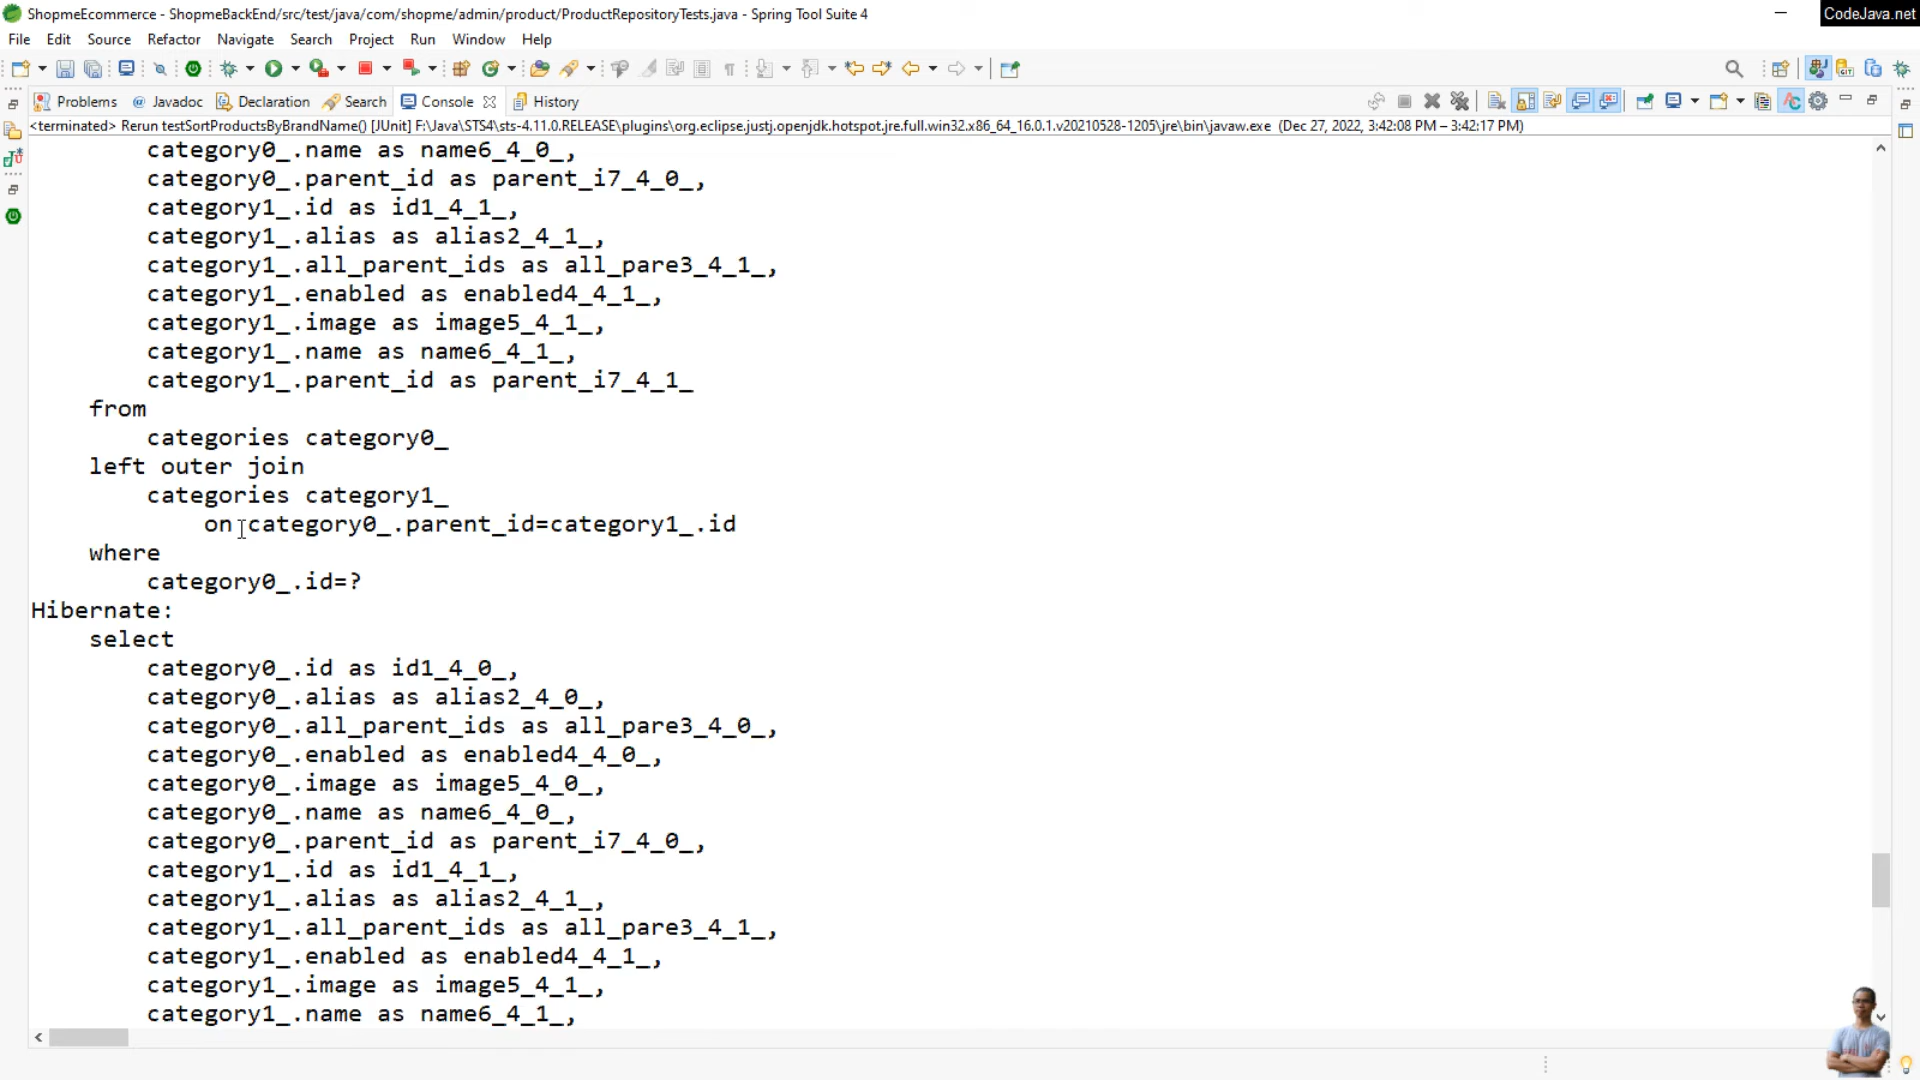 CodeJava.net
ShopmeEcommerce - ShopmeBackEnd/src/test/java/com/shopme/admin/product/ProductRepositoryTests.java - Spring Tool Suite 4
File Edit Source Refactor Navigate Search Project Run Window Help
Problems @ Javadoc Declaration Search Console History
<terminated> Rerun testSortProductsByBrandName() [JUnit] F:\Java\STS4\sts-4.11.0.RELEASE\plugins\org.eclipse.justj.openjdk.hotspot.jre.full.win32.x86_64_16.0.1.v20210528-1205\jre\bin\javaw.exe (Dec 27, 2022, 3:42:08 PM – 3:42:17 PM)
category0_.name as name6_4_0_,
category0_.parent_id as parent_i7_4_0_,
category1_.id as id1_4_1_,
category1_.alias as alias2_4_1_,
category1_.all_parent_ids as all_pare3_4_1_,
category1_.enabled as enabled4_4_1_,
category1_.image as image5_4_1_,
category1_.name as name6_4_1_,
category1_.parent_id as parent_i7_4_1_
from
categories category0_
left outer join
categories category1_
on category0_.parent_id=category1_.id
where
category0_.id=?
Hibernate:
select
category0_.id as id1_4_0_,
category0_.alias as alias2_4_0_,
category0_.all_parent_ids as all_pare3_4_0_,
category0_.enabled as enabled4_4_0_,
category0_.image as image5_4_0_,
category0_.name as name6_4_0_,
category0_.parent_id as parent_i7_4_0_,
category1_.id as id1_4_1_,
category1_.alias as alias2_4_1_,
category1_.all_parent_ids as all_pare3_4_1_,
category1_.enabled as enabled4_4_1_,
category1_.image as image5_4_1_,
category1_.name as name6_4_1_,